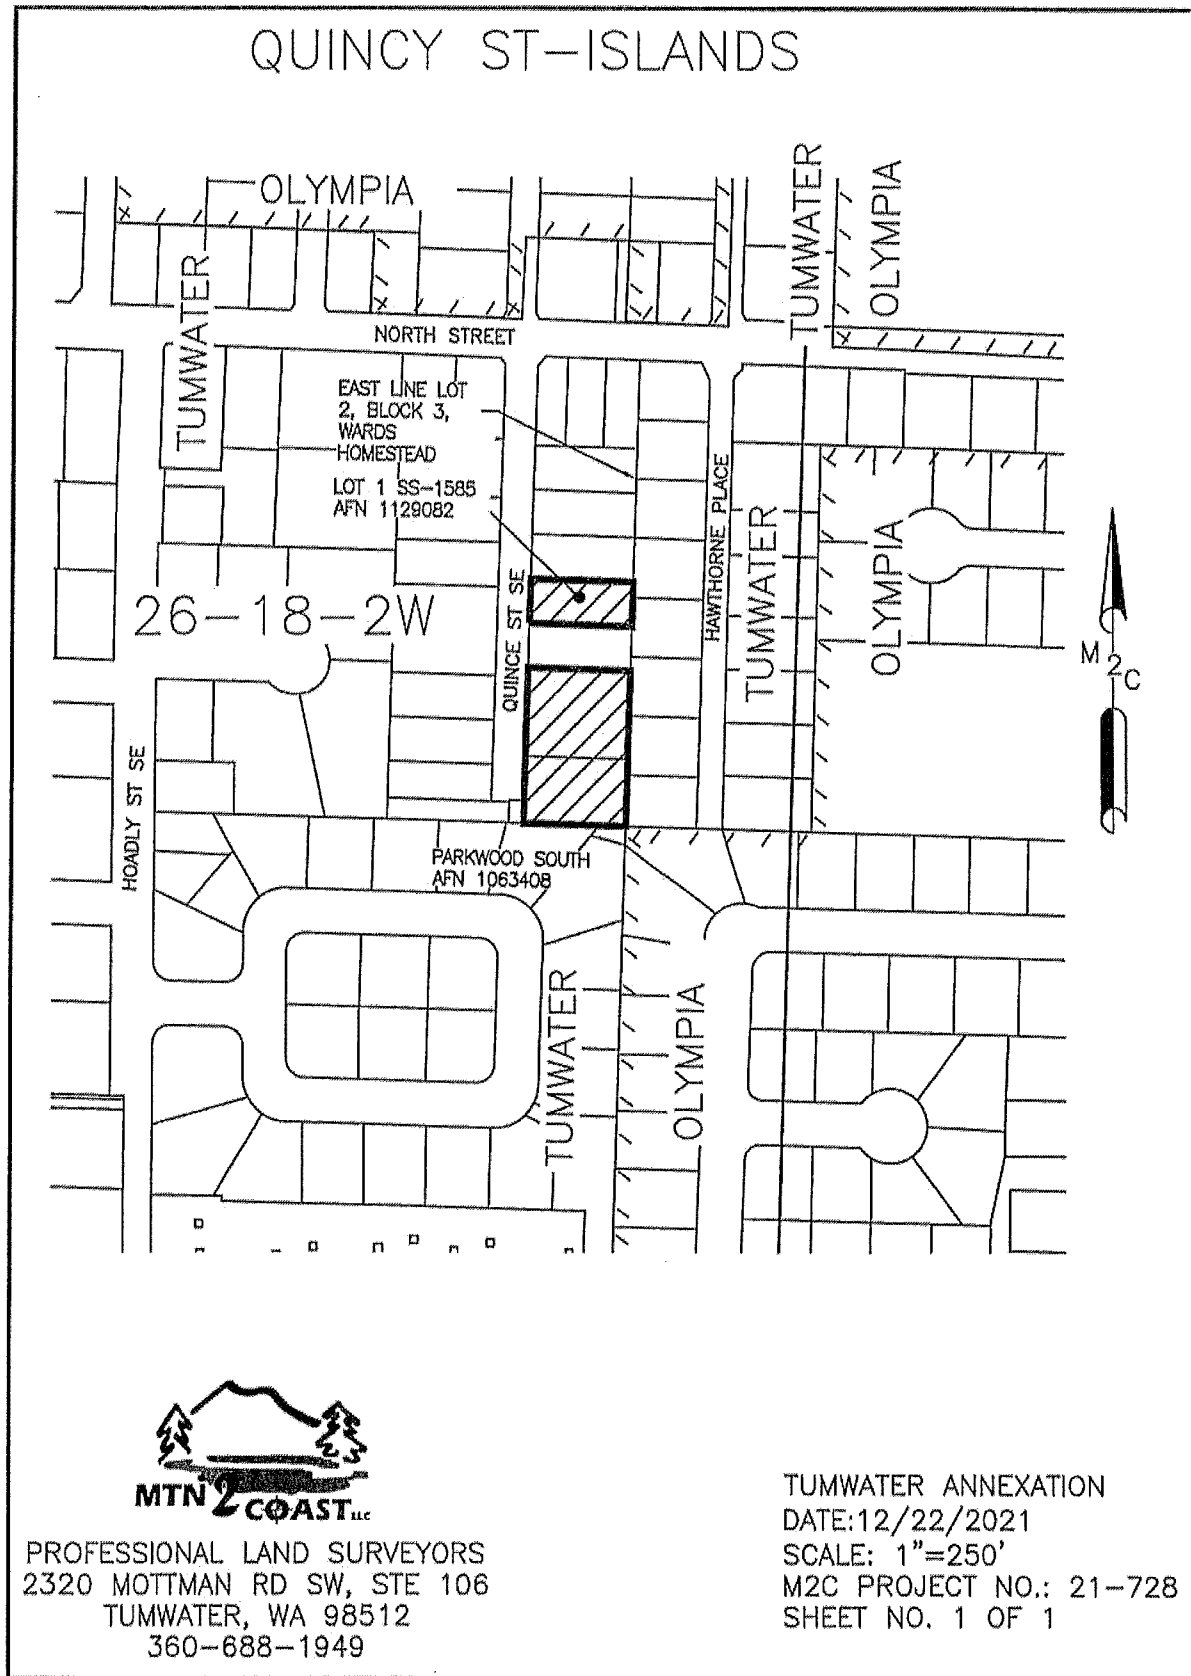 QUINCY ST-ISLANDS
OLYMPIA
TUMWATER
OLYMPIA
TUMWATER
NORTH STREET
EAST LINE LOT
2, BLOCK 3,
WARDS
HOMESTEAD
LOT 1 SS-1585
AFN 1129082
HAWTHORNE PLACE
TUMWATER
OLYMPIA
26-18-2W
QUINCE ST SE
M2C
HOADLY ST SE
PARKWOOD SOUTH
AFN 1063408
TUMWATER
OLYMPIA
MTN 2 COAST LLC
PROFESSIONAL LAND SURVEYORS
2320 MOTTMAN RD SW, STE 106
TUMWATER, WA 98512
360-688-1949
TUMWATER ANNEXATION
DATE:12/22/2021
SCALE: 1"=250'
M2C PROJECT NO.: 21-728
SHEET NO. 1 OF 1